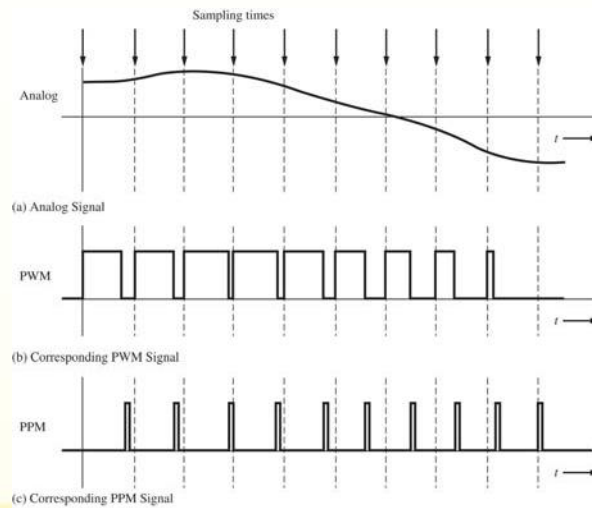 Sampling times
Analog
t
(a) Analog Signal
PWM
t
(b) Corresponding PWM Signal
PPM
t
(c) Corresponding PPM Signal